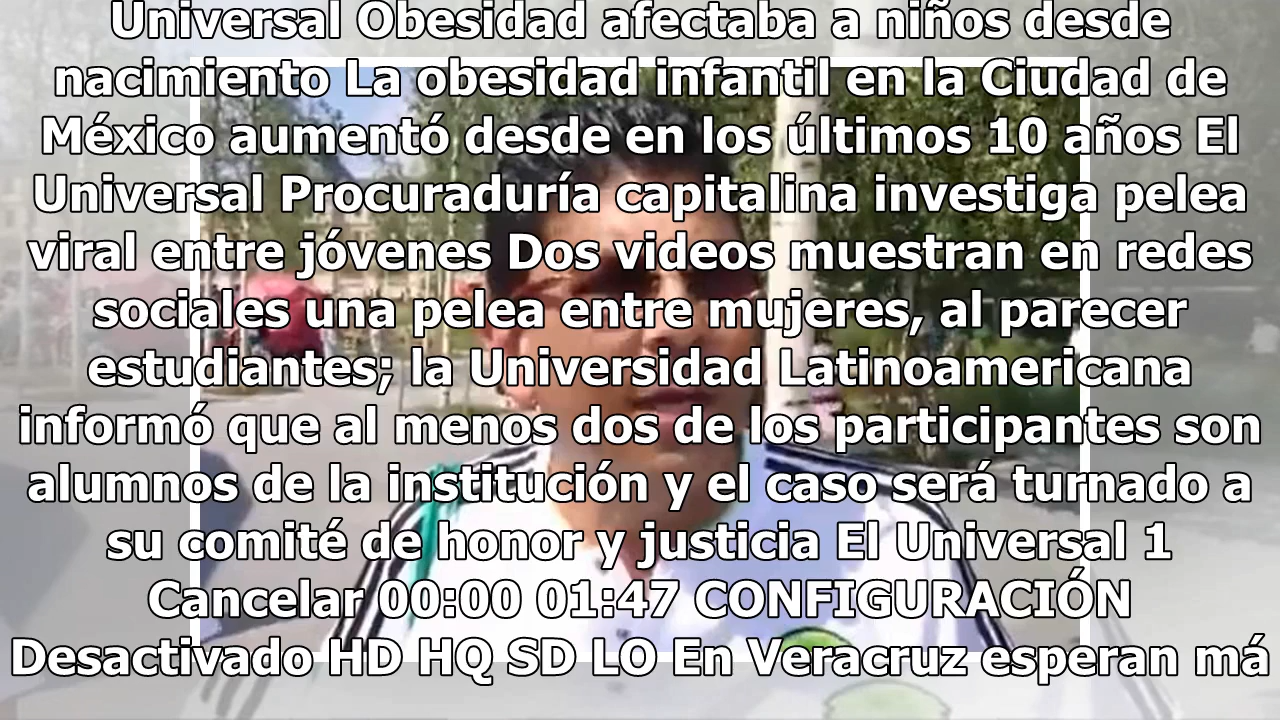 Universal Obesidad afectaba a niños desde
nacimiento La obesidad infantil en la Ciudad de
México aumentó desde en los últimos 10 años El
Universal Procuraduría capitalina investiga pelea
viral entre jóvenes Dos videos muestran en redes
sociales una pelea entre mujeres, al parecer
estudiantes; la Universidad Latinoamericana
informó que al menos dos de los participantes son
alumnos de la institución y el caso será turnado a
su comité de honor y justicia El Universal 1
Cancelar 00:00 01:47 CONFIGURACIÓN
Desactivado HD HQ SD LO En Veracruz esperan má